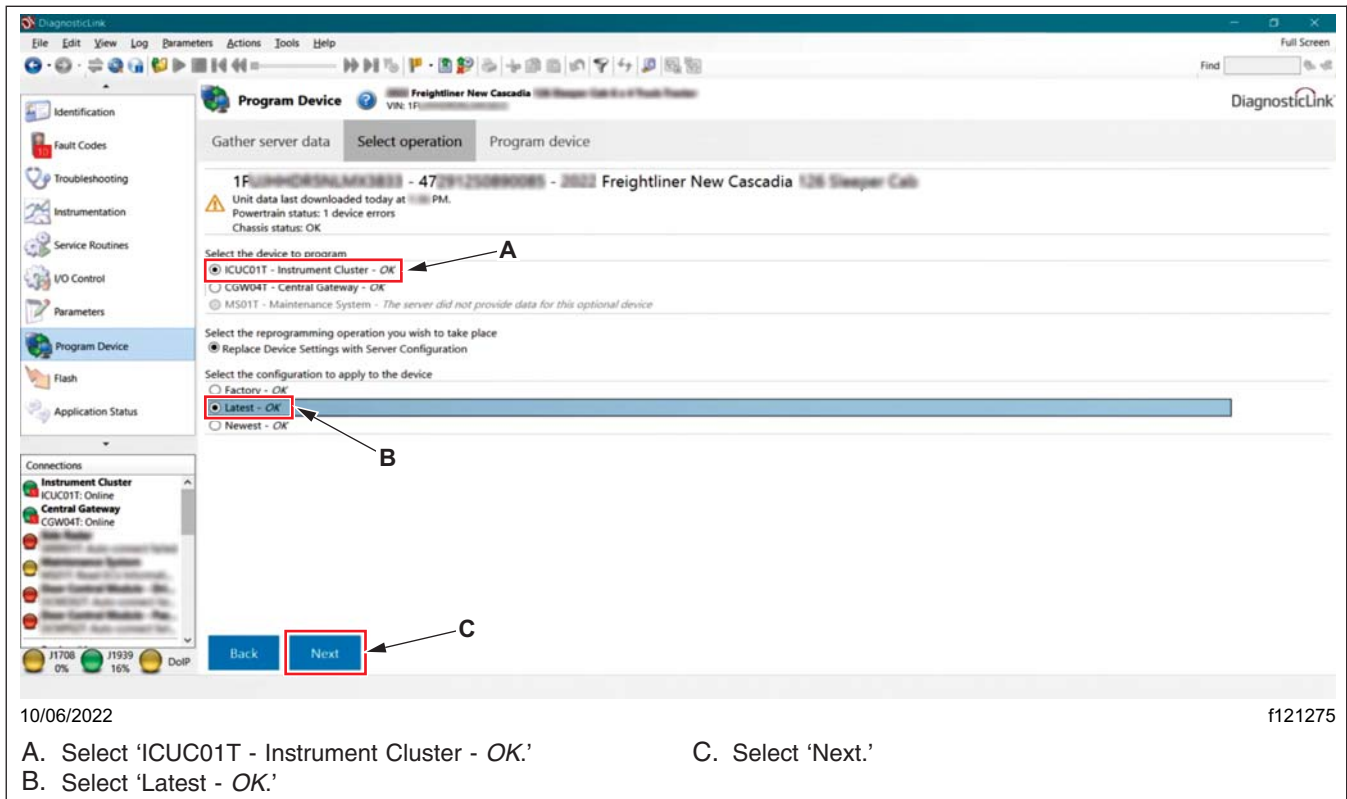 DiagnosticLink
File Edit View Log Parameters Actions Tools Help
Full Screen
Find
Identification
Fault Codes
Troubleshooting
Instrumentation
Service Routines
I/O Control
Parameters
Program Device
Flash
Application Status
Connections
Instrument Cluster
ICUC01T: Online
Central Gateway
CGW04T: Online
J1708
0%
J1939
16%
DoIP
Program Device
Freightliner New Cascadia
VIN: 1F
DiagnosticLink
Gather server data Select operation Program device
1F - 47 - Freightliner New Cascadia
Unit data last downloaded today at PM.
Powertrain status: 1 device errors
Chassis status: OK
Select the device to program
A
ICUC01T - Instrument Cluster - OK
CGW04T - Central Gateway - OK
MS01T - Maintenance System - The server did not provide data for this optional device
Select the reprogramming operation you wish to take place
Replace Device Settings with Server Configuration
Select the configuration to apply to the device
Factory - OK
Latest - OK
Newest - OK
B
C
Back Next
10/06/2022
f121275
A. Select ‘ICUC01T - Instrument Cluster - OK.’
B. Select ‘Latest - OK.’
C. Select ‘Next.’